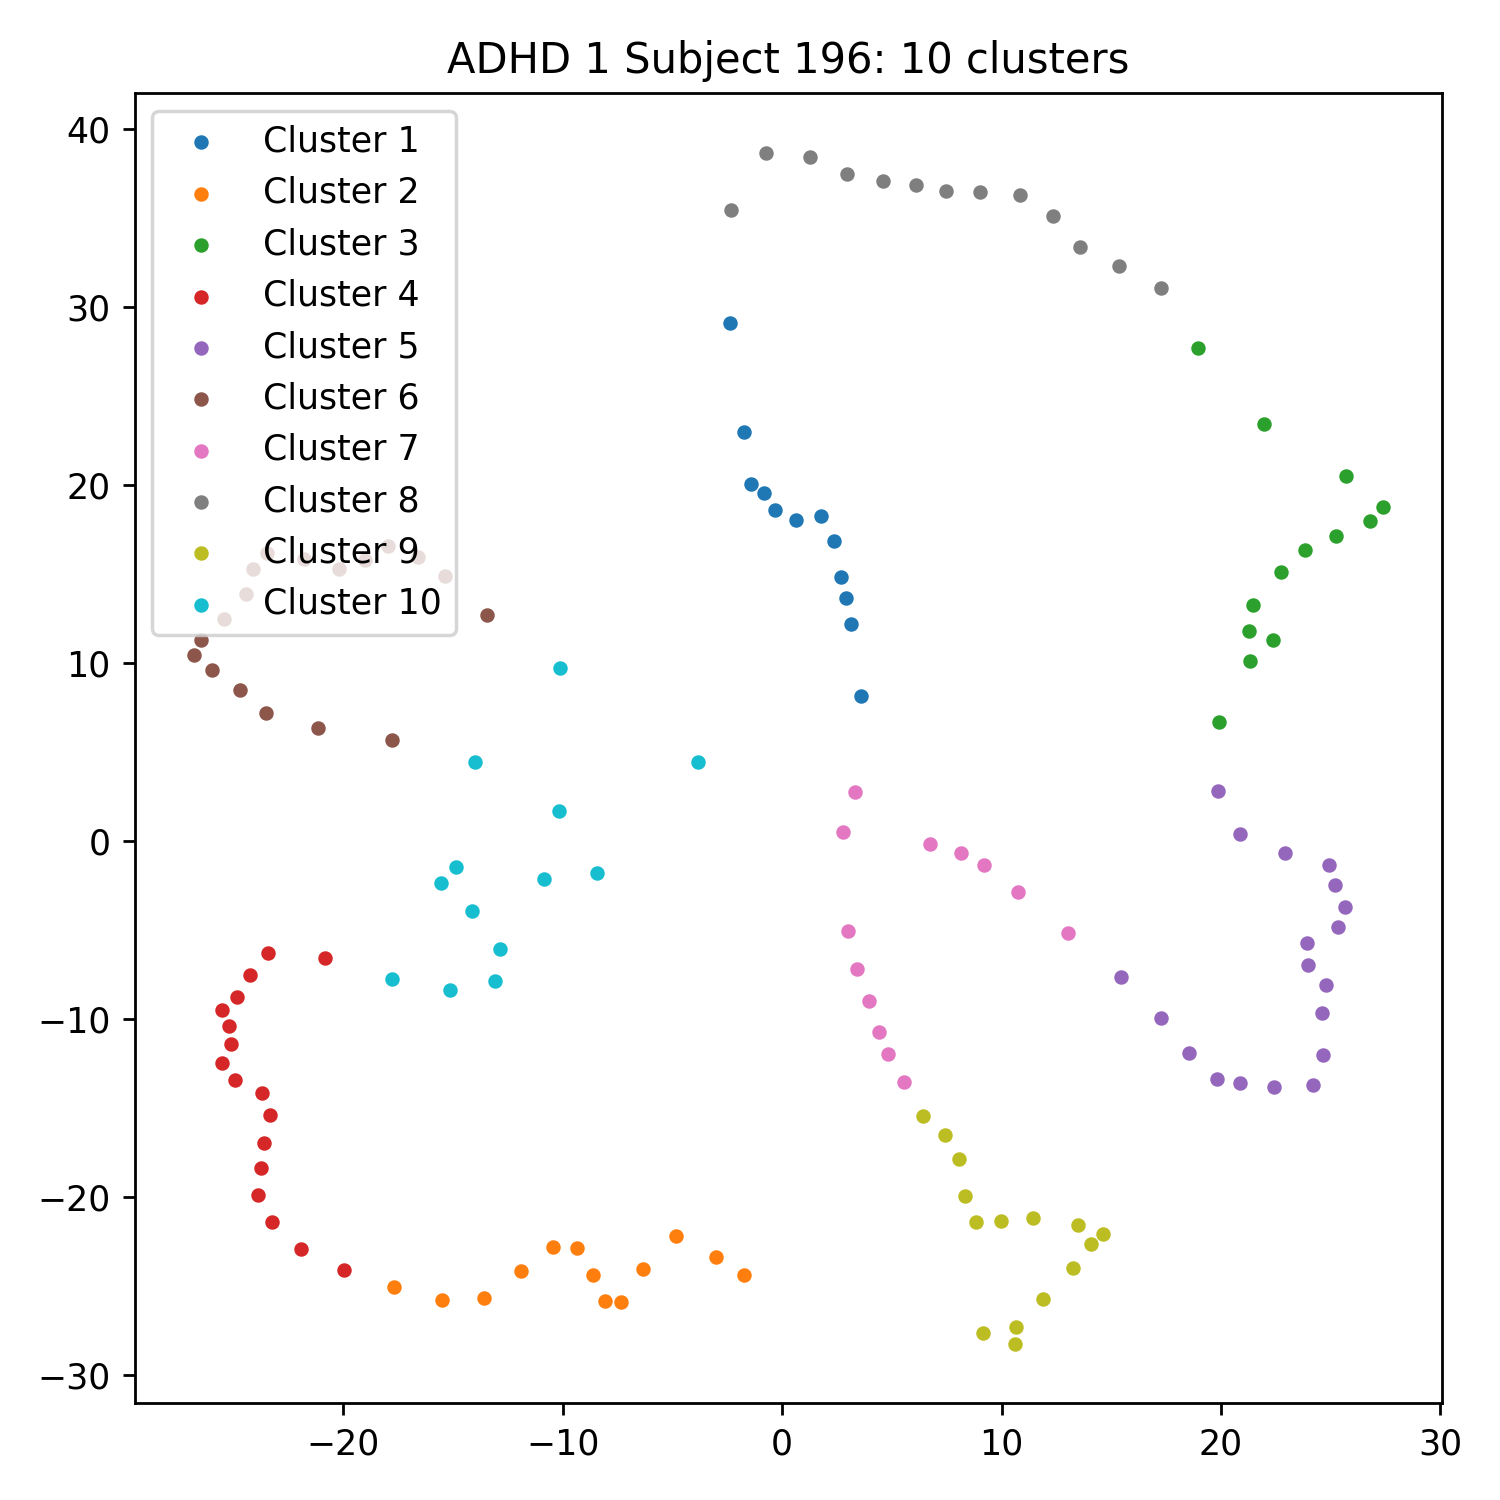 ADHD 1 Subject 196: 10 clusters
40
30
20
10
0
−10
−20
−30
Cluster 1
Cluster 2
Cluster 3
Cluster 4
Cluster 5
Cluster 6
Cluster 7
Cluster 8
Cluster 9
Cluster 10
−20
−10
0
10
20
30